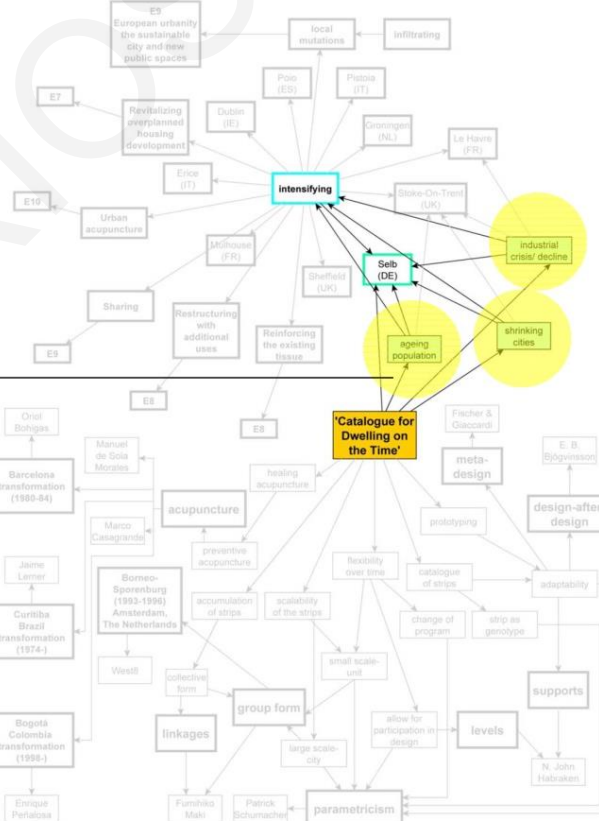 E9
European urbanity
the sustainable
city and new
public spaces
local
mutations
infiltrating
Poio
(ES)
Pistoia
(IT)
E7
Revitalizing
overplanned
housing
development
Dublin
(IE)
Groningen
(NL)
Le Havre
(FR)
Erice
(IT)
intensifying
Stoke-On-Trent
(UK)
E10
Urban
acupuncture
Mulhouse
(FR)
Selb
(DE)
industrial
crisis/ decline
Sheffield
(UK)
Sharing
Restructuring
with
additional
uses
Reinforcing
the existing
tissue
ageing
population
shrinking
cities
E9
E8
E8
'Catalogue for
Dwelling on
the Time'
Oriol
Bohigas
Manuel
de Sola
Morales
Fischer &
Giaccardi
E. B.
Björgvinsson
Barcelona
transformation
(1980-84)
healing
acupuncture
meta-
design
acupuncture
design-after
design
Marco
Casagrande
prototyping
preventive
acupuncture
Jaime
Lerner
flexibility
over time
catalogue
of strips
adaptability
Borneo-
Sporenburg
(1993-1996)
Amsterdam,
The Netherlands
accumulation
of strips
scalability
of the strips
Curitiba
Brazil
transformation
(1974-)
change of
program
strip as
genotype
West8
collective
form
small scale-
unit
supports
group form
Bogotá
Colombia
transformation
(1998-)
linkages
allow for
participation in
design
levels
large scale-
city
N. John
Habraken
Enrique
Peñalosa
Fumihiko
Maki
Patrick
Schumacher
parametricism